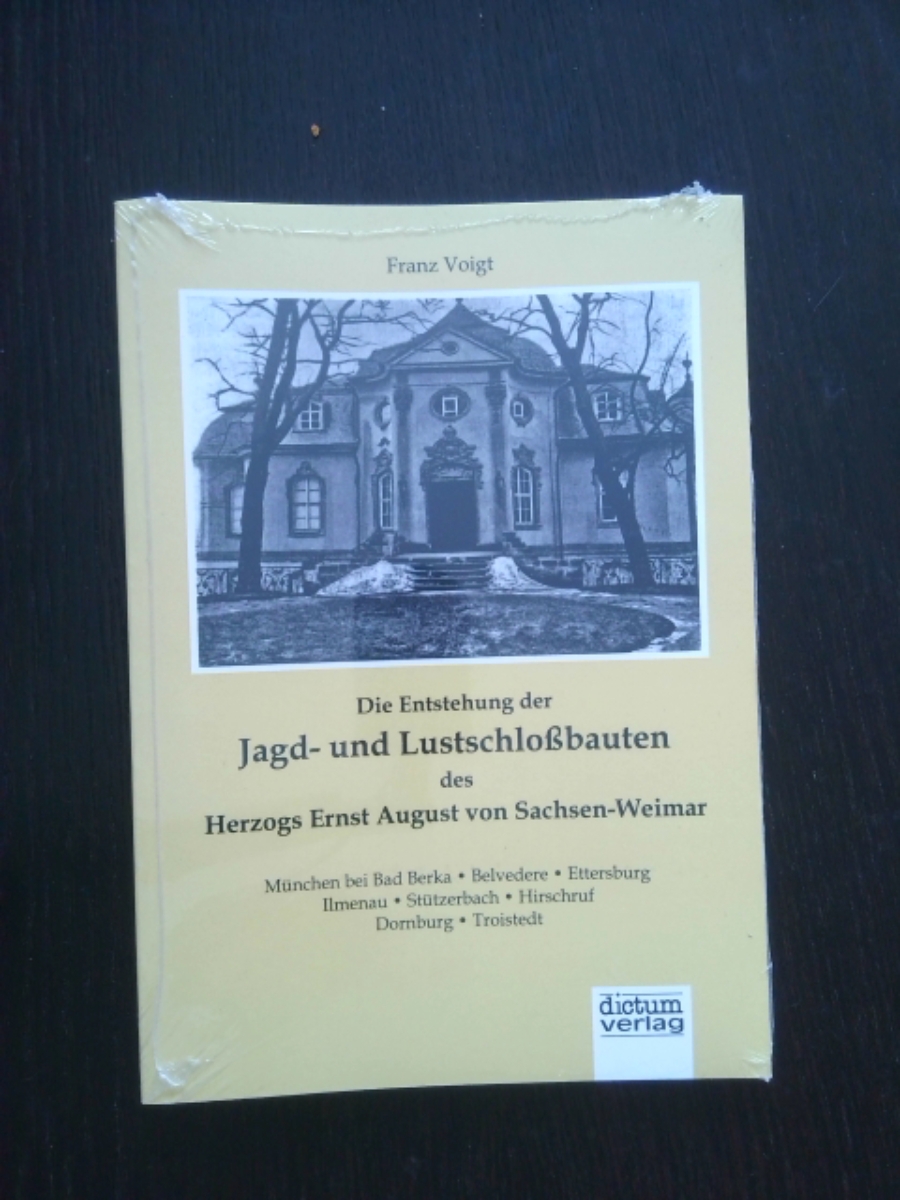 Franz Voigt
Die Entstehung der
Jagd- und Lustschloßbauten
des
Herzogs Ernst August von Sachsen-Weimar
München bei Bad Berka • Belvedere • Ettersburg
Ilmenau • Stützerbach • Hirschruf
Dornburg • Troistedt
dictum
verlag